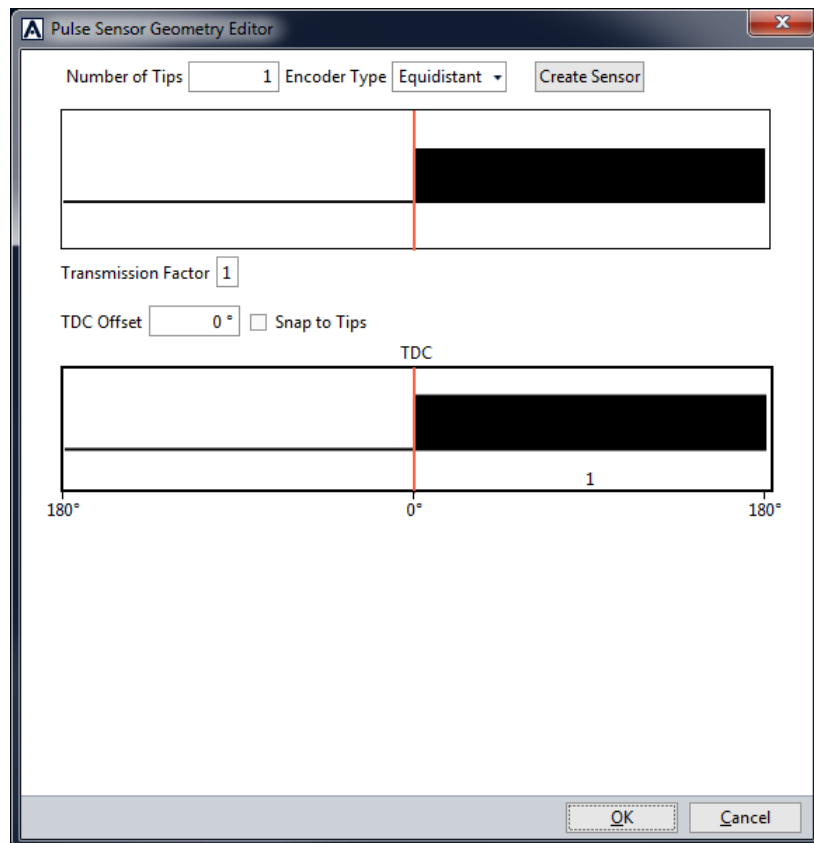 Pulse Sensor Geometry Editor
Number of Tips 1 Encoder Type Equidistant Create Sensor
Transmission Factor 1
TDC Offset 0 ° Snap to Tips
TDC
1
180° 0° 180°
OK Cancel